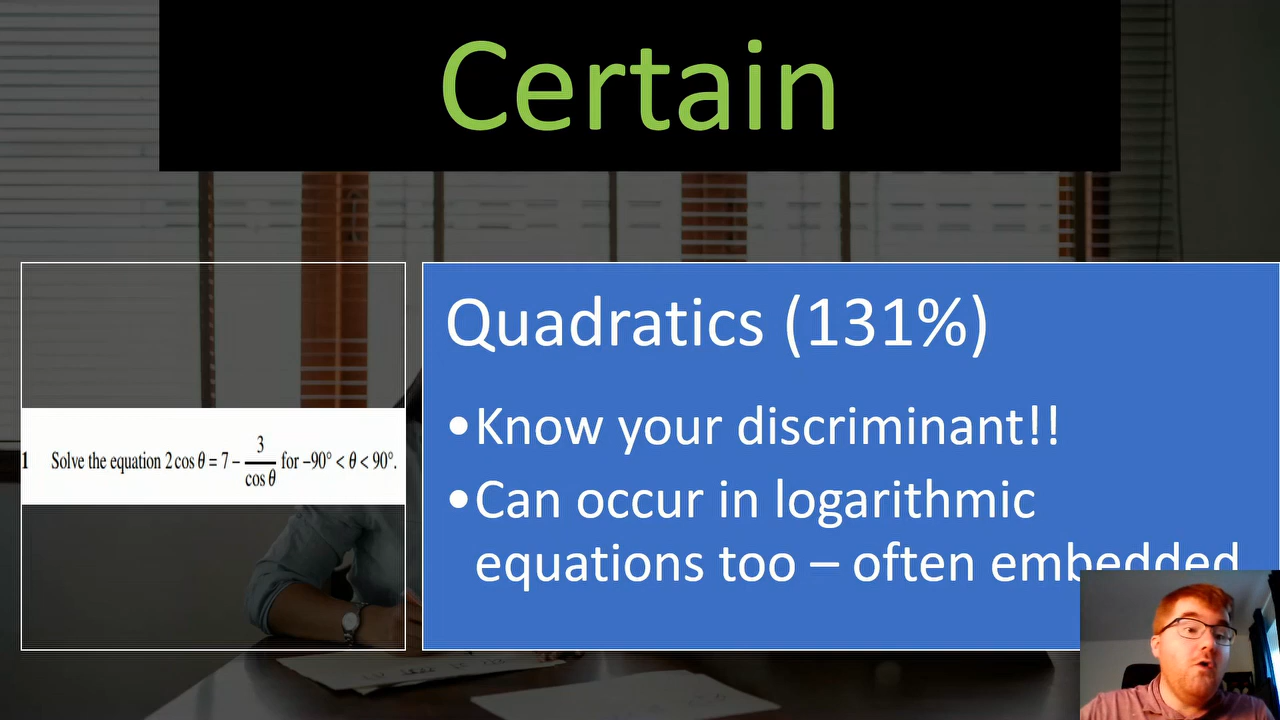 Certain
1 Solve the equation 2 cos θ = 7 – 3/cos θ for –90° < θ < 90°.
Quadratics (131%)
•Know your discriminant!!
•Can occur in logarithmic
equations too – often embedded